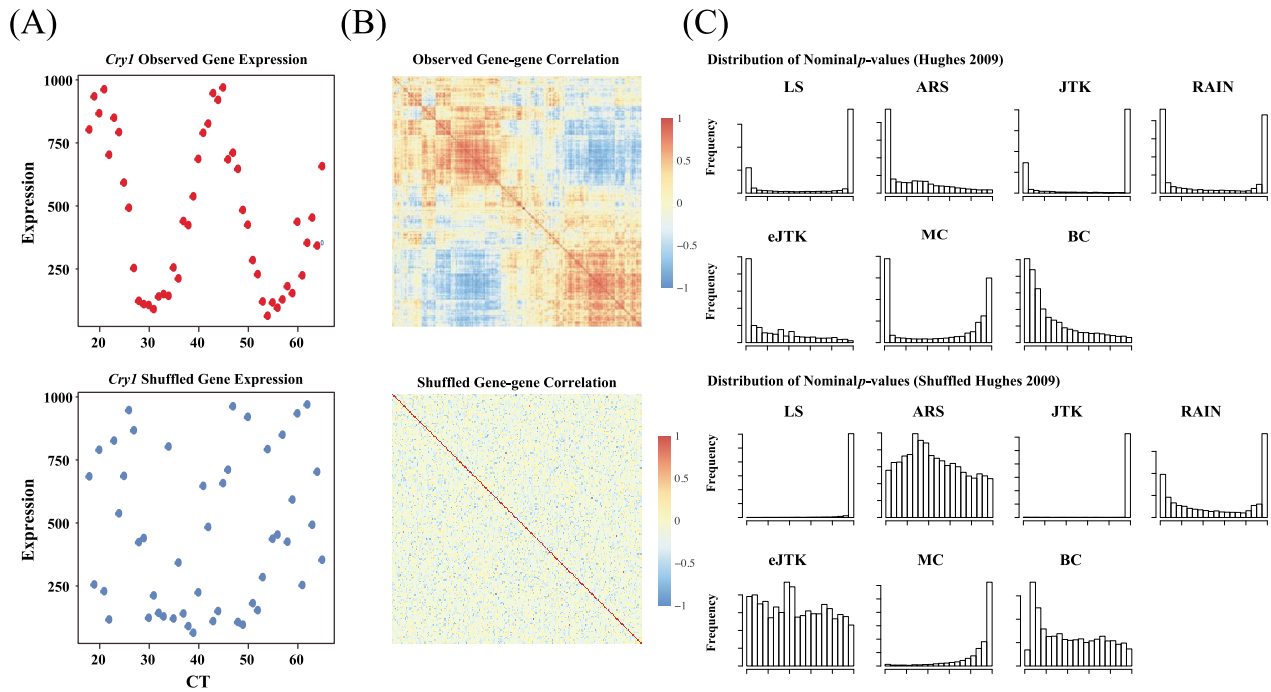 (A)
(B)
(C)
Cry1 Observed Gene Expression
1000
750
500
250
Expression
20
30
40
50
60
Observed Gene-gene Correlation
1
0.5
0
−0.5
−1
Distribution of Nominalp-values (Hughes 2009)
LS
ARS
JTK
RAIN
Frequency
eJTK
MC
BC
Cry1 Shuffled Gene Expression
1000
750
500
250
Expression
20
30
40
50
60
CT
Shuffled Gene-gene Correlation
1
0.5
0
−0.5
−1
Distribution of Nominalp-values (Shuffled Hughes 2009)
LS
ARS
JTK
RAIN
Frequency
Frequency
eJTK
MC
BC
Frequency